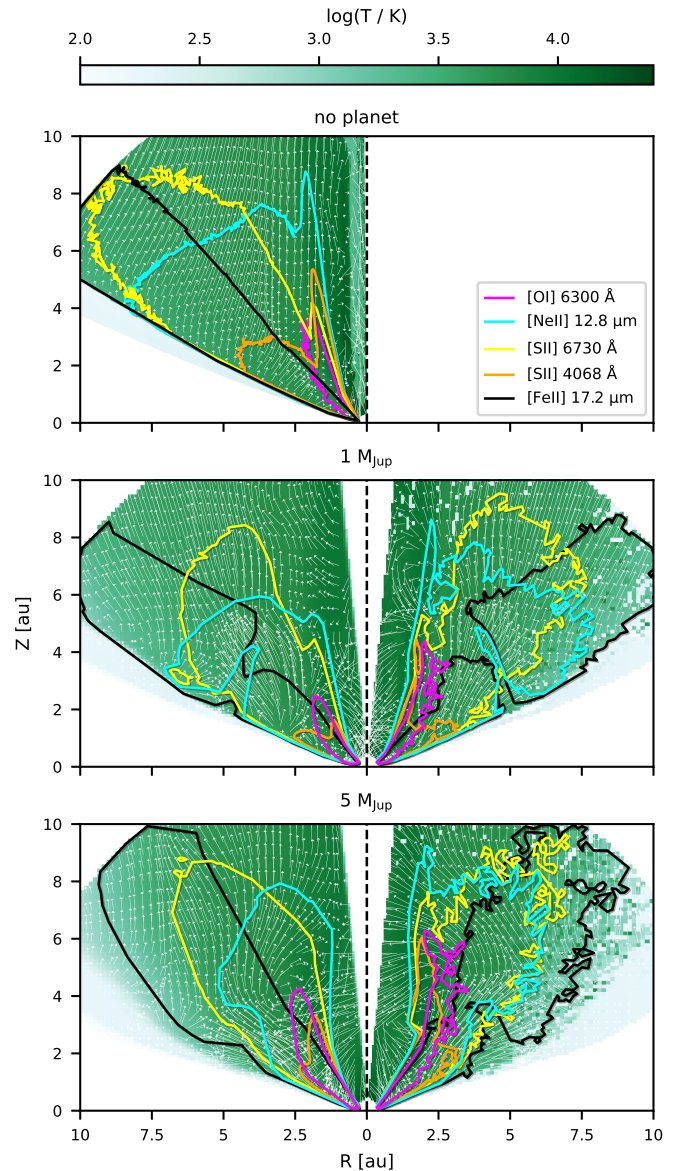 log(T / K)
2.0 2.5 3.0 3.5 4.0
no planet
10
8
6
4
2
0
[OI] 6300 Å
[NeII] 12.8 µm
[SII] 6730 Å
[SII] 4068 Å
[FeII] 17.2 µm
1 M_Jup
10
8
6
4
2
0
Z [au]
5 M_Jup
10
8
6
4
2
0
10 7.5 5 2.5 0 2.5 5 7.5 10
R [au]